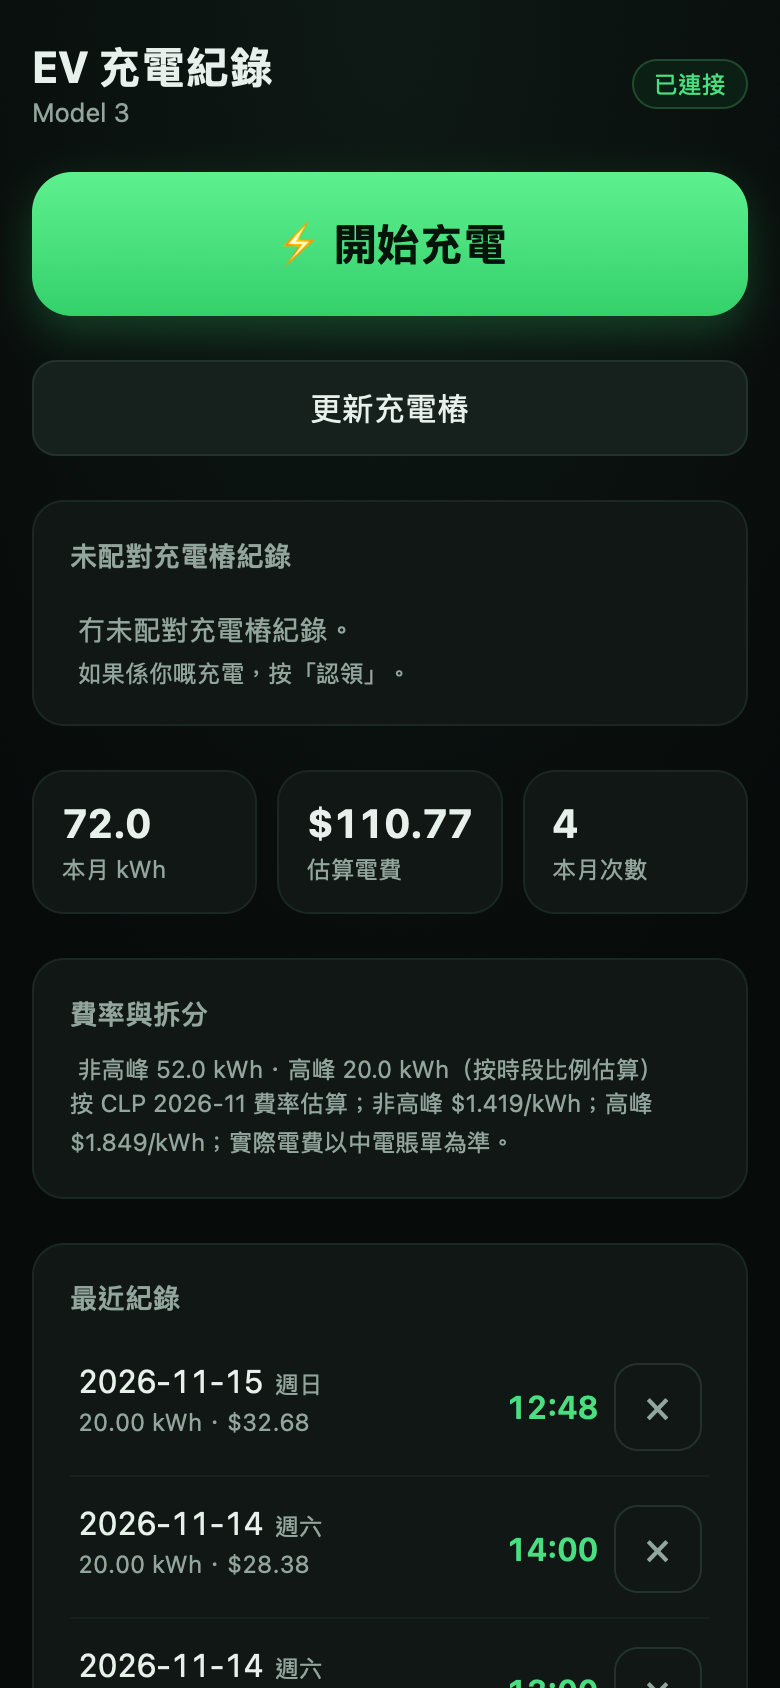 EV 充電紀錄
Model 3
已連接
⚡ 開始充電
更新充電樁
未配對充電樁紀錄
冇未配對充電樁紀錄。
如果係你嘅充電，按「認領」。
72.0
本月 kWh
$110.77
估算電費
4
本月次數
費率與拆分
非高峰 52.0 kWh · 高峰 20.0 kWh（按時段比例估算）
按 CLP 2026-11 費率估算；非高峰 $1.419/kWh；高峰
$1.849/kWh；實際電費以中電賬單為準。
最近紀錄
2026-11-15 週日
20.00 kWh · $32.68
12:48
×
2026-11-14 週六
20.00 kWh · $28.38
14:00
×
2026-11-14 週六